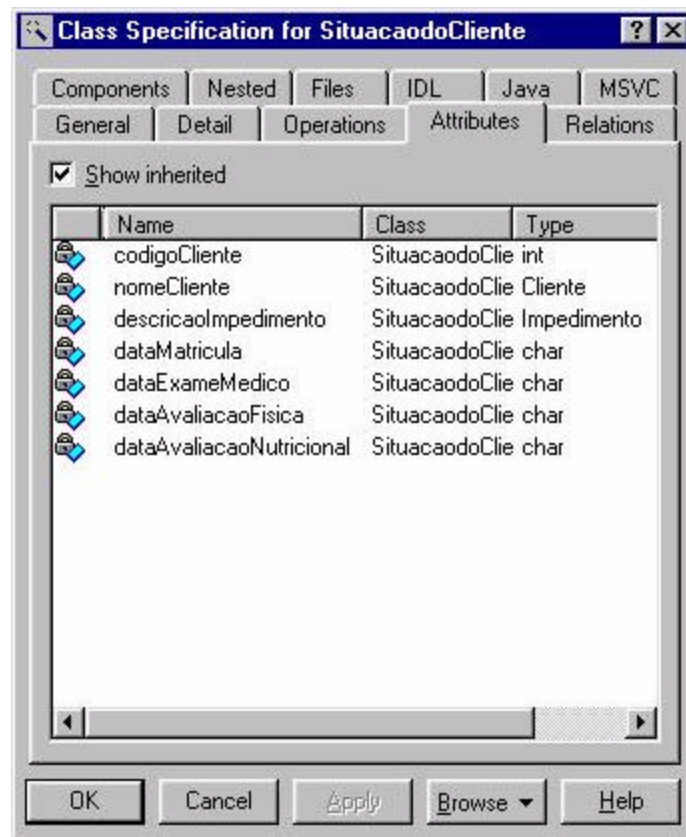 Class Specification for SituacaodoCliente
Components Nested Files IDL Java MSVC
General Detail Operations Attributes Relations
Show inherited
Name Class Type
codigoCliente SituacaodoClie int
nomeCliente SituacaodoClie Cliente
descricaoImpedimento SituacaodoClie Impedimento
dataMatricula SituacaodoClie char
dataExameMedico SituacaodoClie char
dataAvaliacaoFisica SituacaodoClie char
dataAvaliacaoNutricional SituacaodoClie char
OK Cancel Apply Browse Help